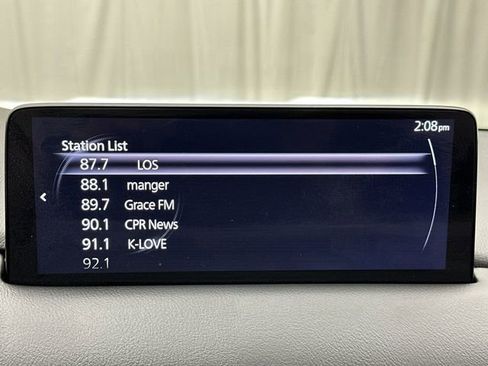 2:08pm
Station List
87.7 LOS
88.1 manger
89.7 Grace FM
90.1 CPR News
91.1 K-LOVE
92.1